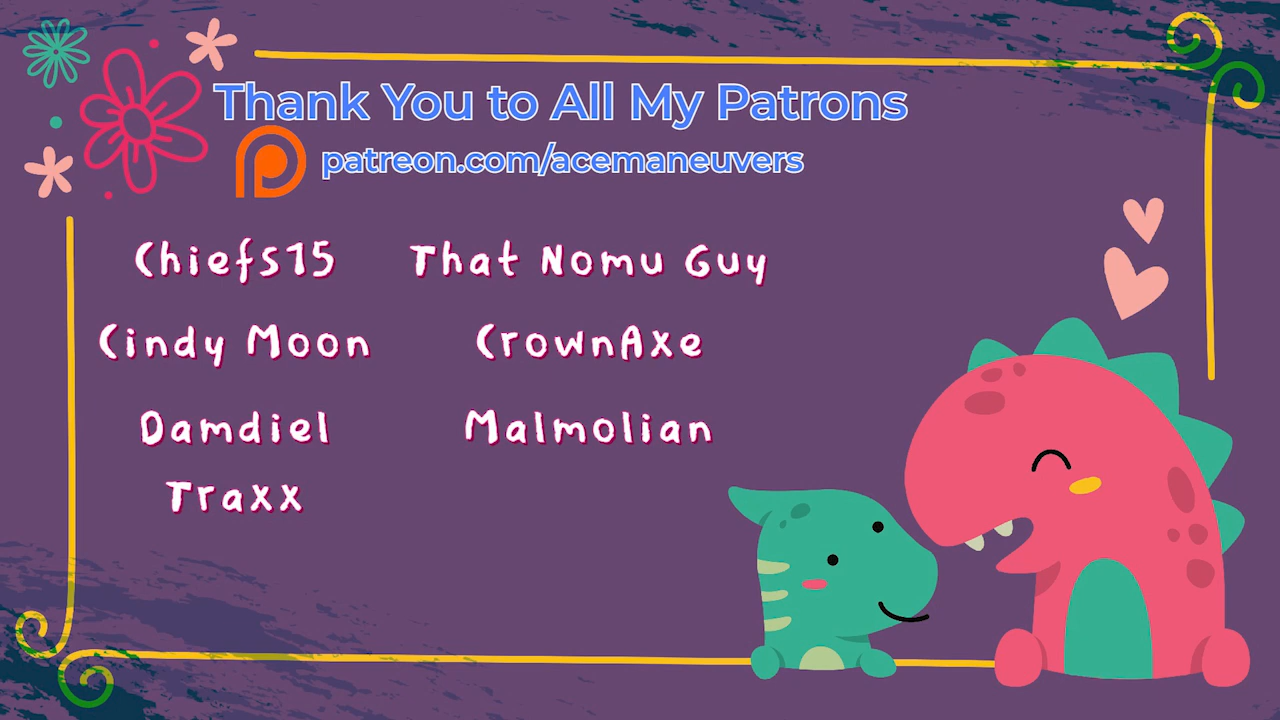 Thank You to All My Patrons
patreon.com/acemaneuvers
Chiefs15
That Nomu Guy
Cindy Moon
CrownAxe
Damdiel
Malmolian
Traxx